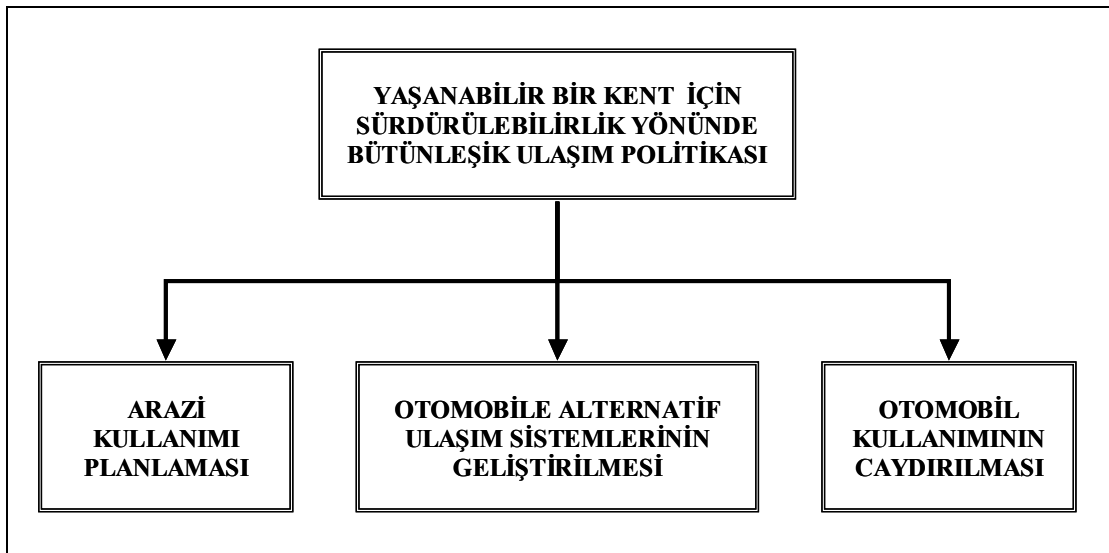 YAŞANABİLİR BİR KENT İÇİN
SÜRDÜRÜLEBİLİRLİK YÖNÜNDE
BÜTÜNLEŞİK ULAŞIM POLİTİKASI
ARAZİ
KULLANIMI
PLANLAMASI
OTOMOBİLE ALTERNATİF
ULAŞIM SİSTEMLERİNİN
GELİŞTİRİLMESİ
OTOMOBİL
KULLANIMININ
CAYDIRILMASI